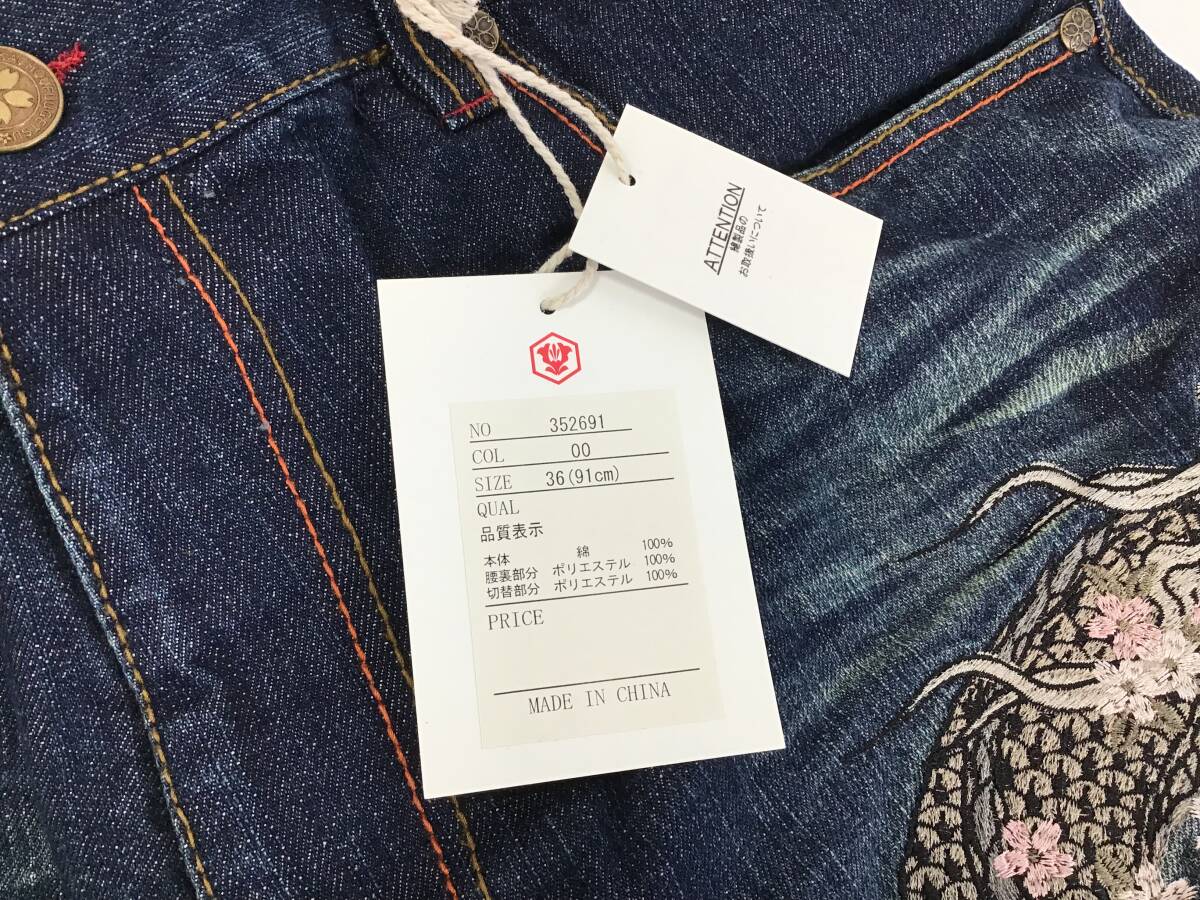 ATTENTION
縫製品の
お取扱いについて
NO 352691
COL 00
SIZE 36(91cm)
QUAL
品質表示
本体 綿 100%
腰裏部分 ポリエステル 100%
切替部分 ポリエステル 100%
PRICE
MADE IN CHINA